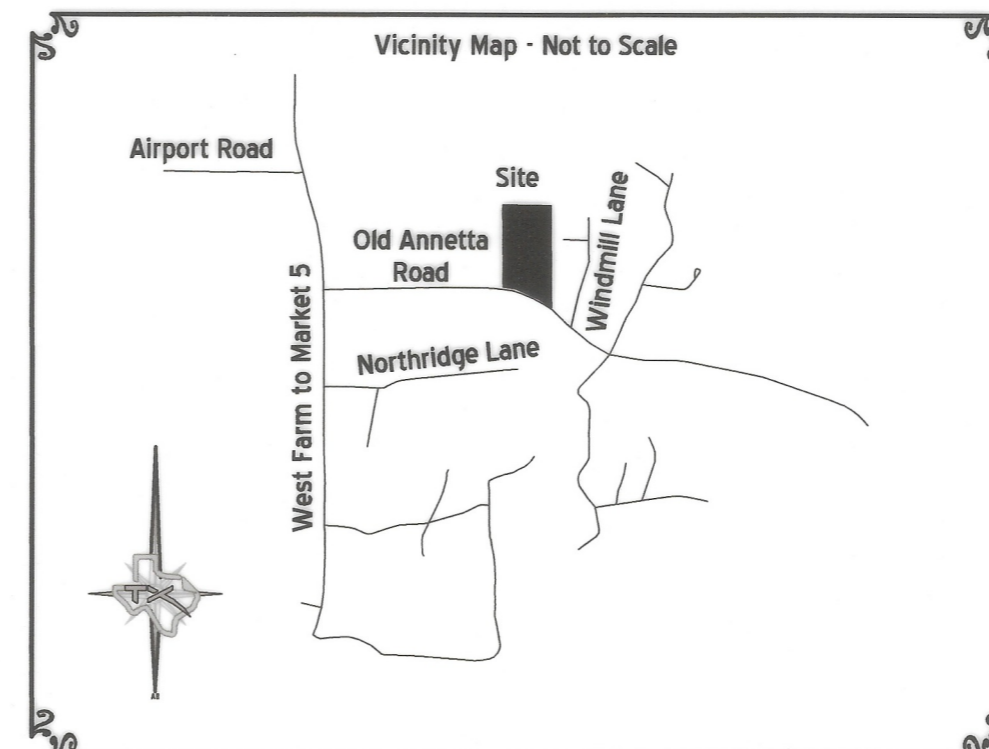 Vicinity Map - Not to Scale
Airport Road
Site
Old Annetta
Road
Windmill Lane
West Farm to Market 5
Northridge Lane
TX